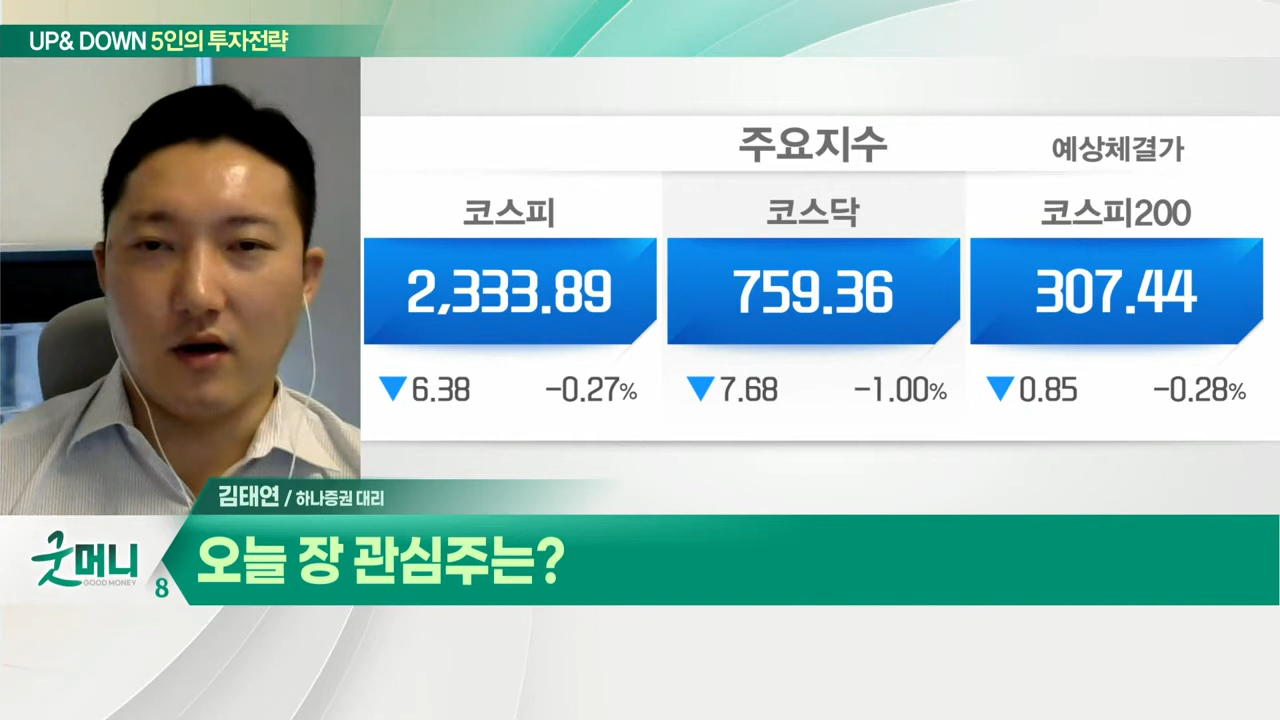 UP& DOWN 5인의 투자전략
주요지수
예상체결가
코스피
코스닥
코스피200
2,333.89
759.36
307.44
▼6.38 -0.27%
▼7.68 -1.00%
▼0.85 -0.28%
김태연 / 하나증권 대리
굿머니
GOOD MONEY
8
오늘 장 관심주는?